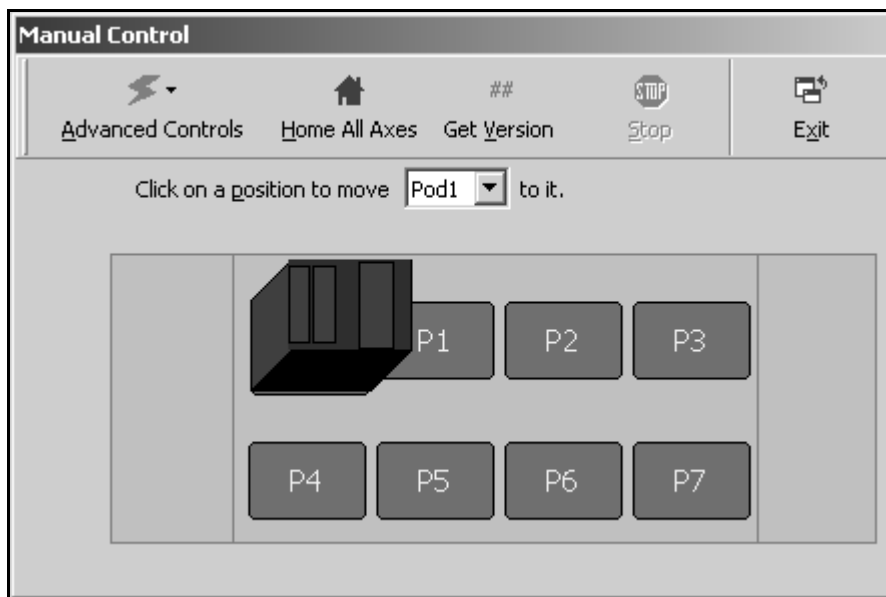 Manual Control
##
STOP
Advanced Controls Home All Axes Get Version Stop Exit
Click on a position to move Pod1 to it.
P1 P2 P3
P4 P5 P6 P7